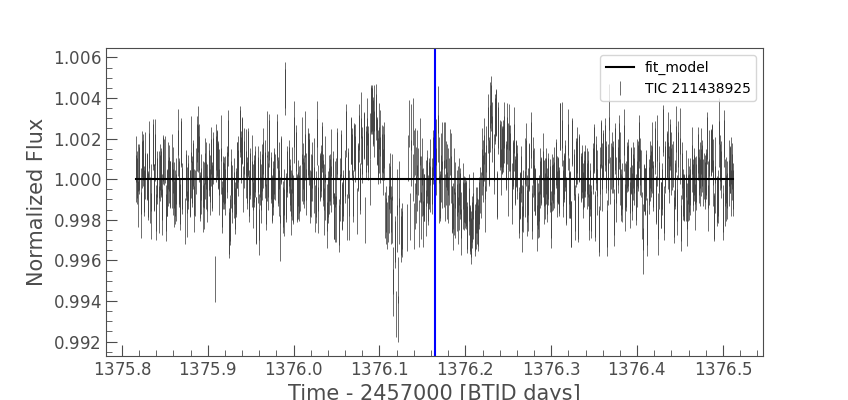 1.006
1.004
1.002
1.000
0.998
0.996
0.994
0.992
Normalized Flux
fit_model
TIC 211438925
1375.8 1375.9 1376.0 1376.1 1376.2 1376.3 1376.4 1376.5
Time - 2457000 [BTJD days]